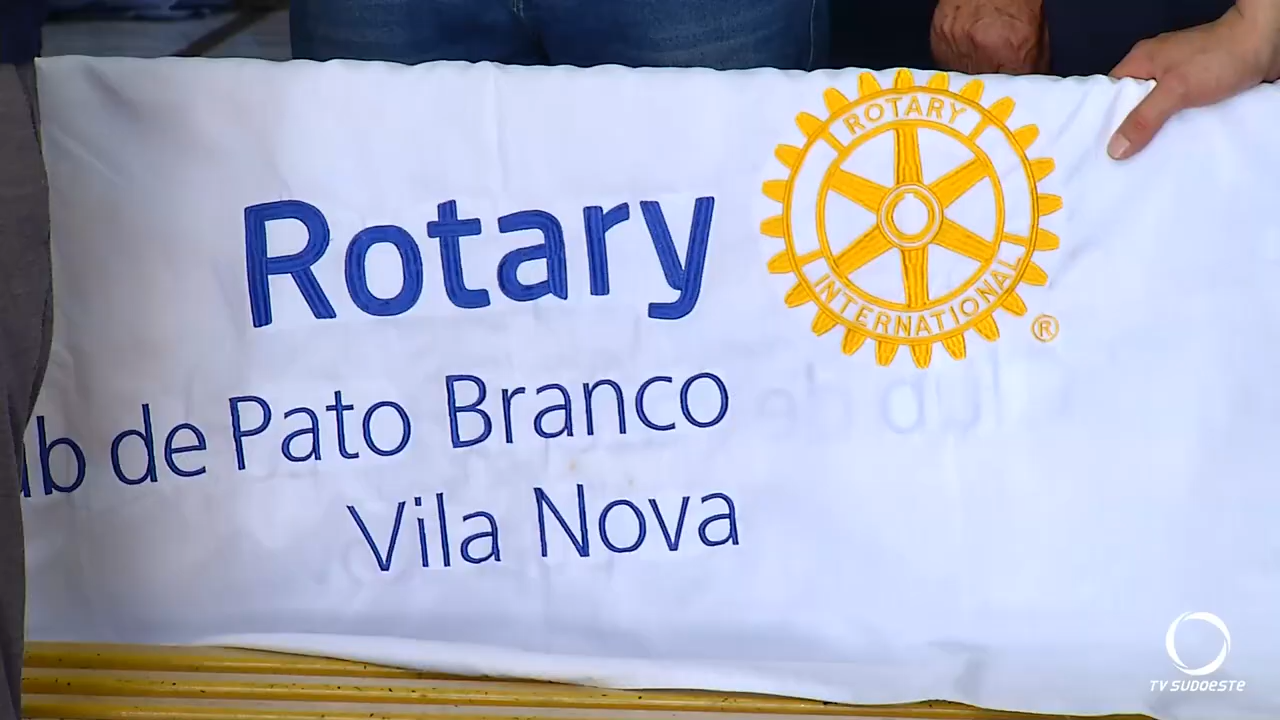 ROTARY
INTERNATIONAL
®
Rotary
ub de Pato Branco
Vila Nova
TV SUDOESTE